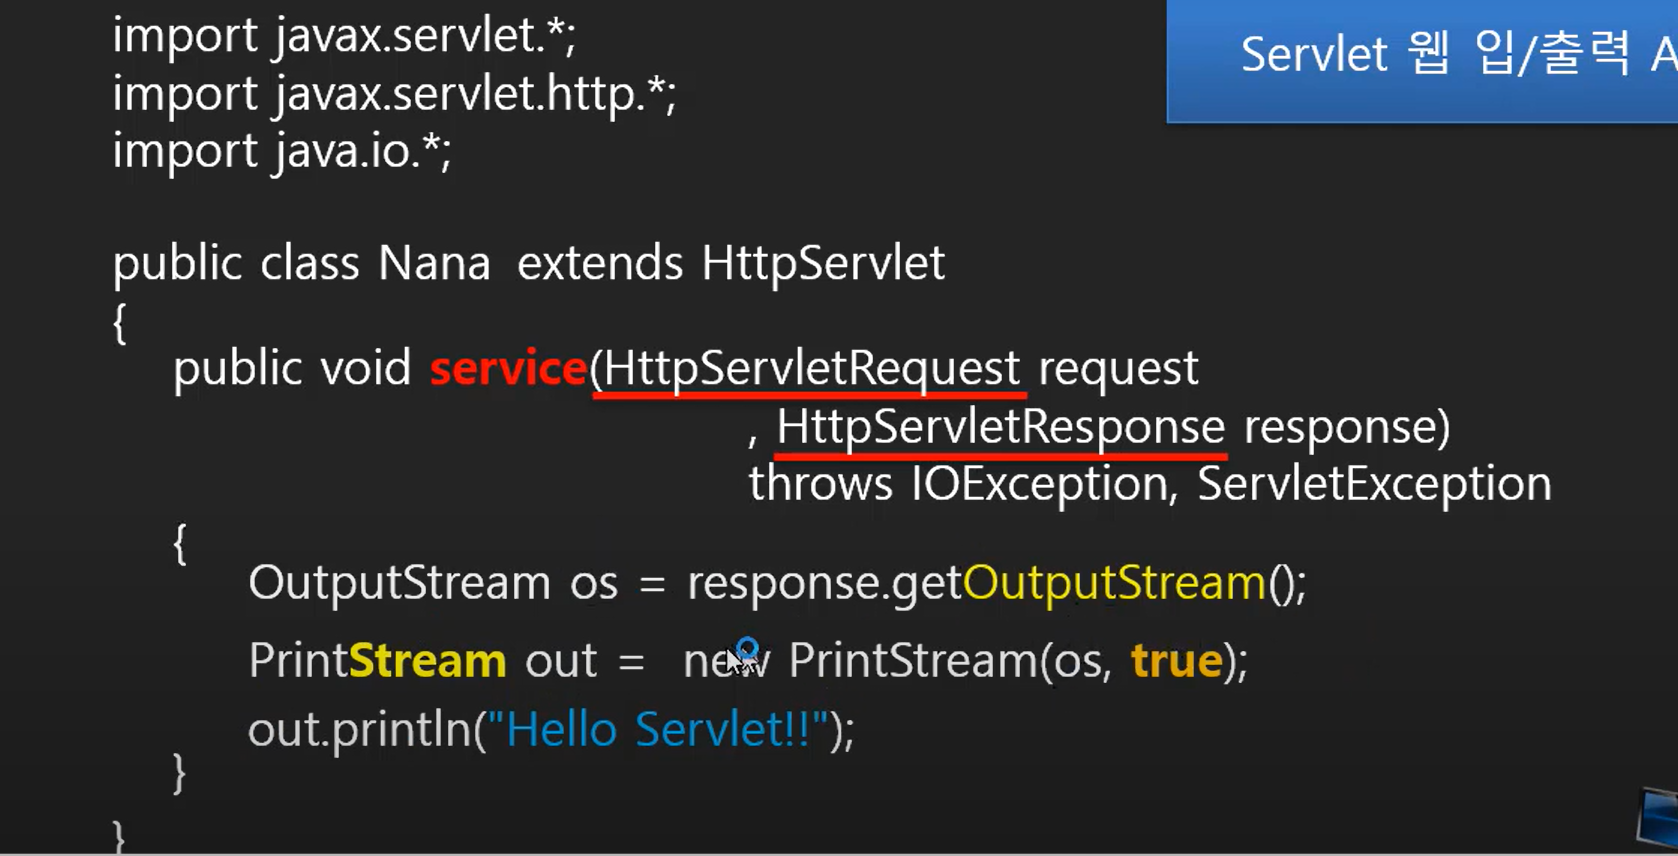 import javax.servlet.*;
import javax.servlet.http.*;
import java.io.*;
Servlet 웹 입/출력 A
public class Nana extends HttpServlet
{
public void service(HttpServletRequest request
, HttpServletResponse response)
throws IOException, ServletException
{
OutputStream os = response.getOutputStream();
PrintStream out = new PrintStream(os, true);
out.println("Hello Servlet!!");
}
}